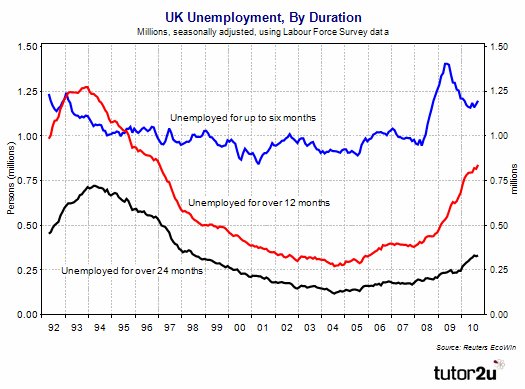 UK Unemployment, By Duration
Millions, seasonally adjusted, using Labour Force Survey data
1.50 1.50
1.25 1.25
1.00 1.00
0.75 0.75
0.50 0.50
0.25 0.25
0.00 0.00
Persons (millions)
millions
Unemployed for up to six months
Unemployed for over 12 months
Unemployed for over 24 months
92 93 94 95 96 97 98 99 00 01 02 03 04 05 06 07 08 09 10
Source: Reuters EcoWin
tutor2u